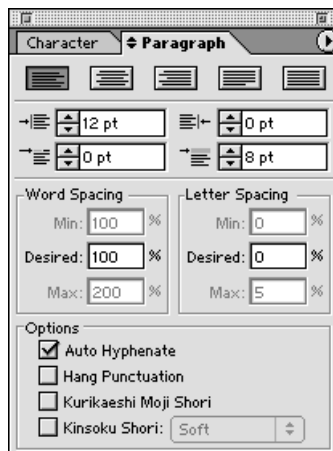 Character Paragraph
12 pt 0 pt
0 pt 8 pt
Word Spacing Letter Spacing
Min: 100 % Min: 0 %
Desired: 100 % Desired: 0 %
Max: 200 % Max: 5 %
Options
Auto Hyphenate
Hang Punctuation
Kurikaeshi Moji Shori
Kinsoku Shori: Soft